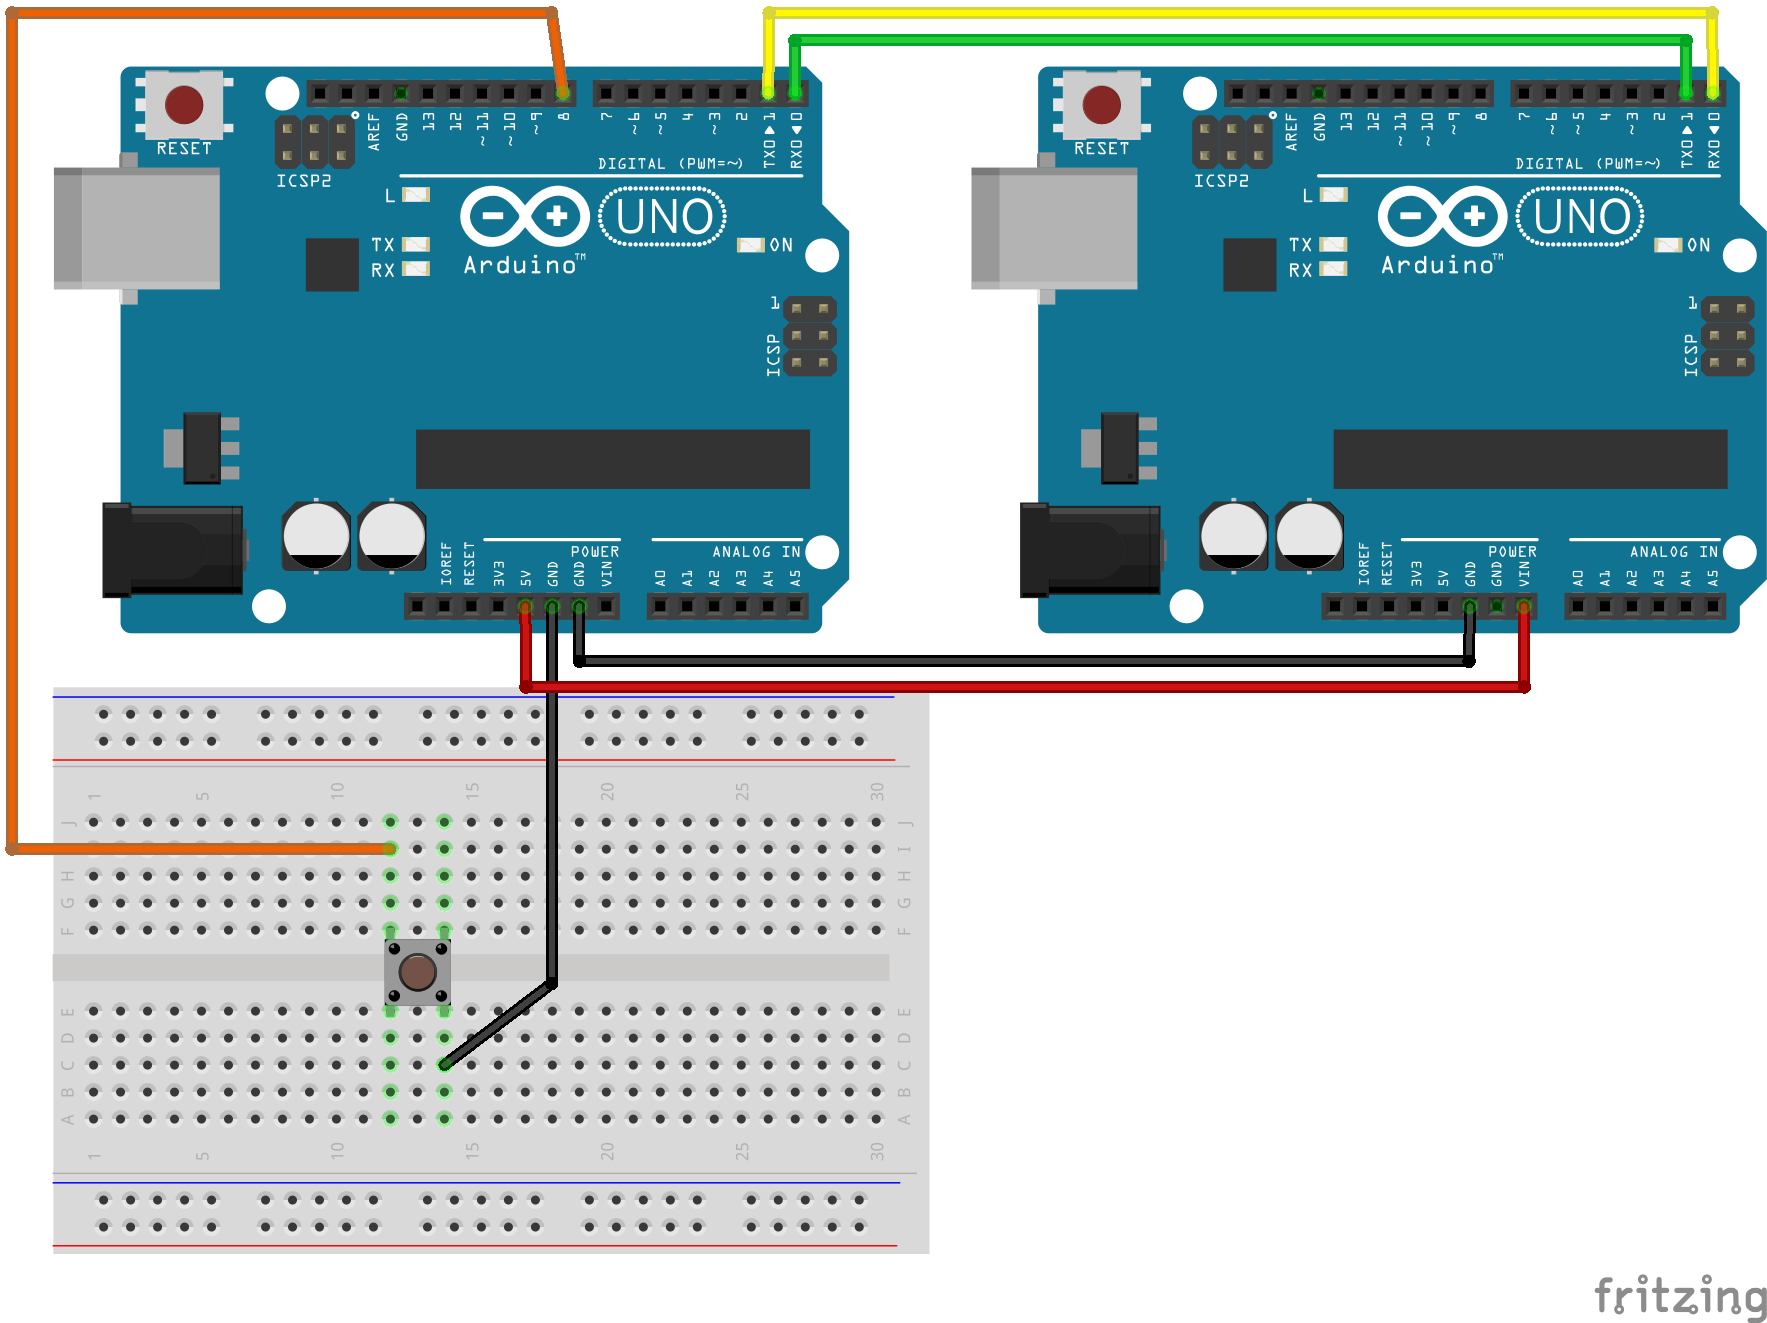 RESET
ICSP2
AREF
GND
13
12
~11
~10
~9
8
7
~6
~5
4
~3
2
TX0▶1
RX0◀0
DIGITAL (PWM=~)
L
TX
RX
UNO
Arduino™
ON
1
ICSP
IOREF
RESET
3V3
5V
GND
GND
VIN
POWER
ANALOG IN
A0
A1
A2
A3
A4
A5
RESET
ICSP2
AREF
GND
13
12
~11
~10
~9
8
7
~6
~5
4
~3
2
TX0▶1
RX0◀0
DIGITAL (PWM=~)
L
TX
RX
UNO
Arduino™
ON
1
ICSP
IOREF
RESET
3V3
5V
GND
GND
VIN
POWER
ANALOG IN
A0
A1
A2
A3
A4
A5
1 5 10 15 20 25 30
J J
I
H H
G G
F F
E E
D D
C C
B B
A A
1 5 10 15 20 25 30
fritzing